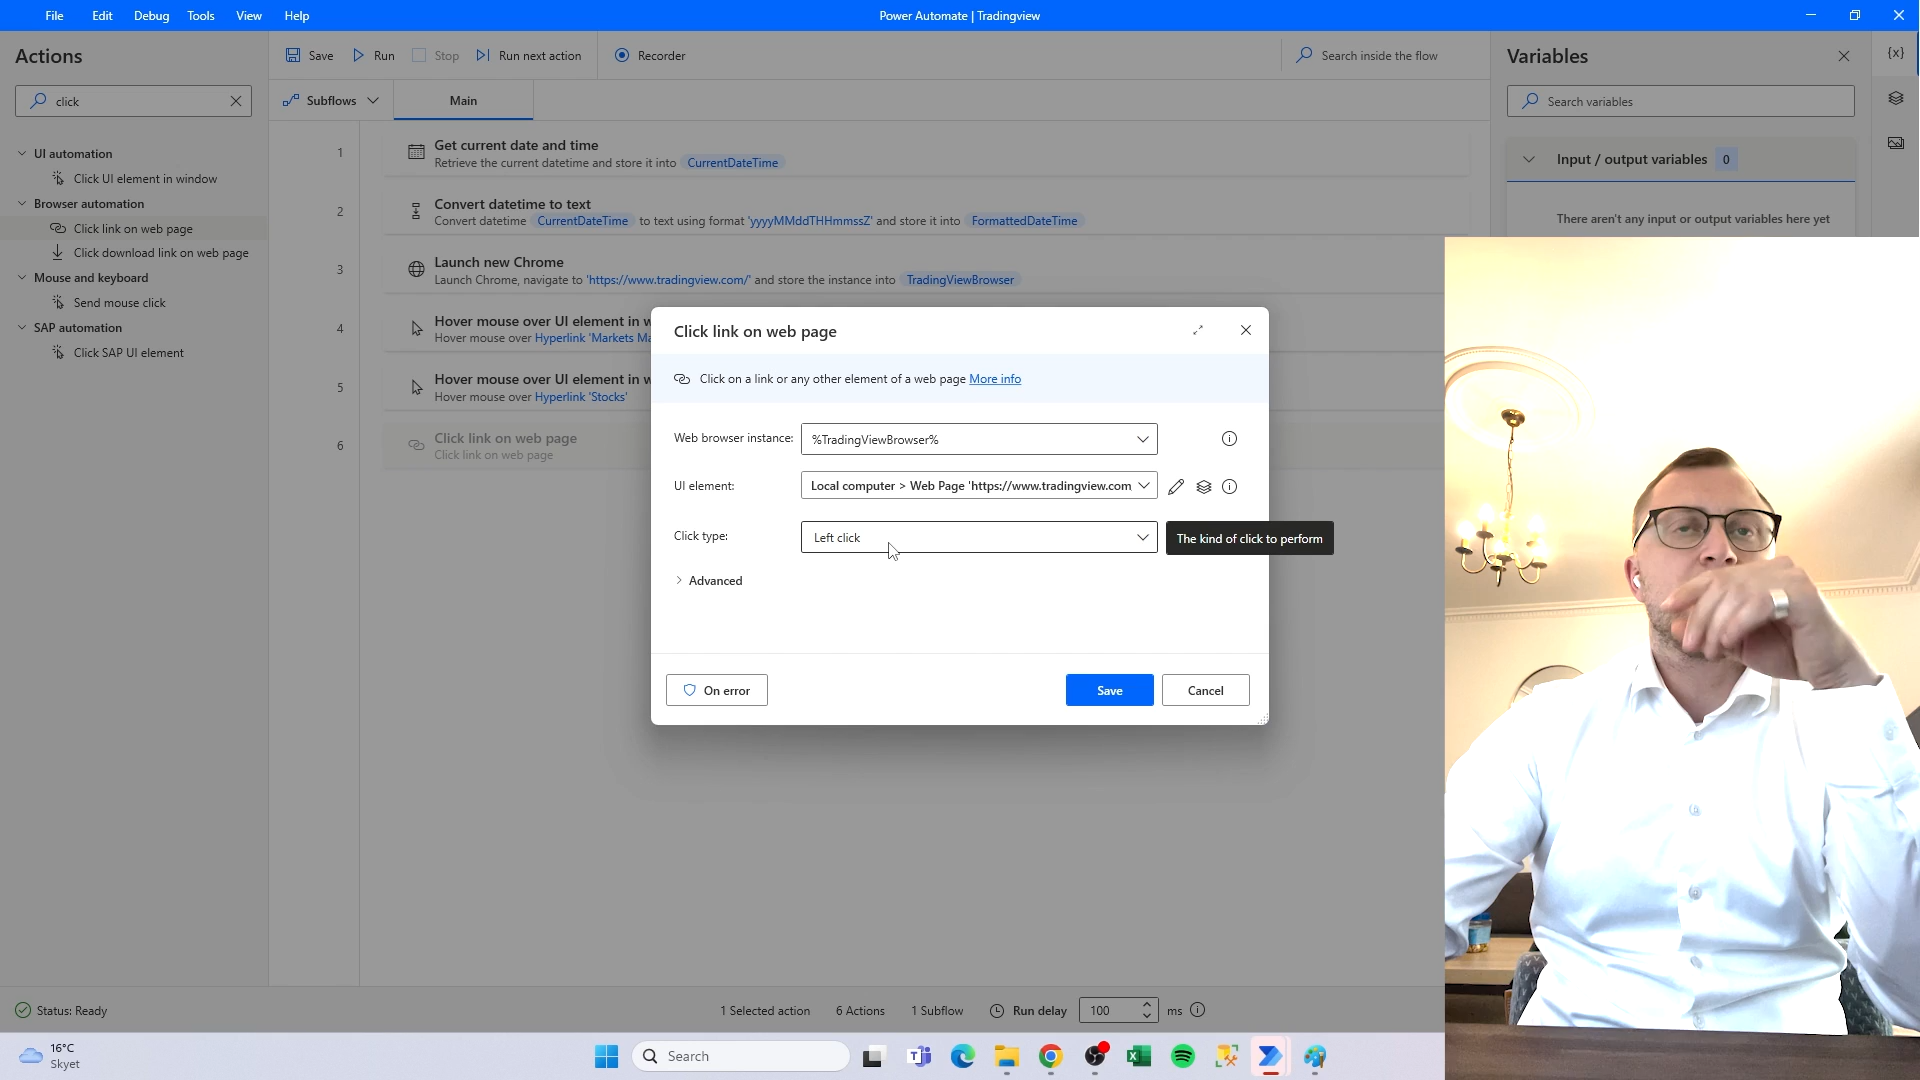 File Edit Debug Tools View Help
Power Automate | Tradingview
Actions
Save Run Stop Run next action Recorder
Search inside the flow
Variables
{x}
click
Subflows Main
Search variables
UI automation
Click UI element in window
Browser automation
Click link on web page
Click download link on web page
Mouse and keyboard
Send mouse click
SAP automation
Click SAP UI element
1
Get current date and time
Retrieve the current datetime and store it into CurrentDateTime
2
Convert datetime to text
Convert datetime CurrentDateTime to text using format 'yyyyMMddTHHmmssZ' and store it into FormattedDateTime
3
Launch new Chrome
Launch Chrome, navigate to 'https://www.tradingview.com/' and store the instance into TradingViewBrowser
4
Hover mouse over UI element in
Hover mouse over Hyperlink 'Markets
5
Hover mouse over UI element in
Hover mouse over Hyperlink 'Stocks'
6
Click link on web page
Click link on web page
Input / output variables 0
There aren't any input or output variables here yet
Click link on web page
Click on a link or any other element of a web page More info
Web browser instance: %TradingViewBrowser%
UI element: Local computer > Web Page 'https://www.tradingview.com
Click type: Left click
The kind of click to perform
Advanced
On error Save Cancel
Status: Ready
1 Selected action 6 Actions 1 Subflow Run delay 100 ms
16°C
Skyet
Search